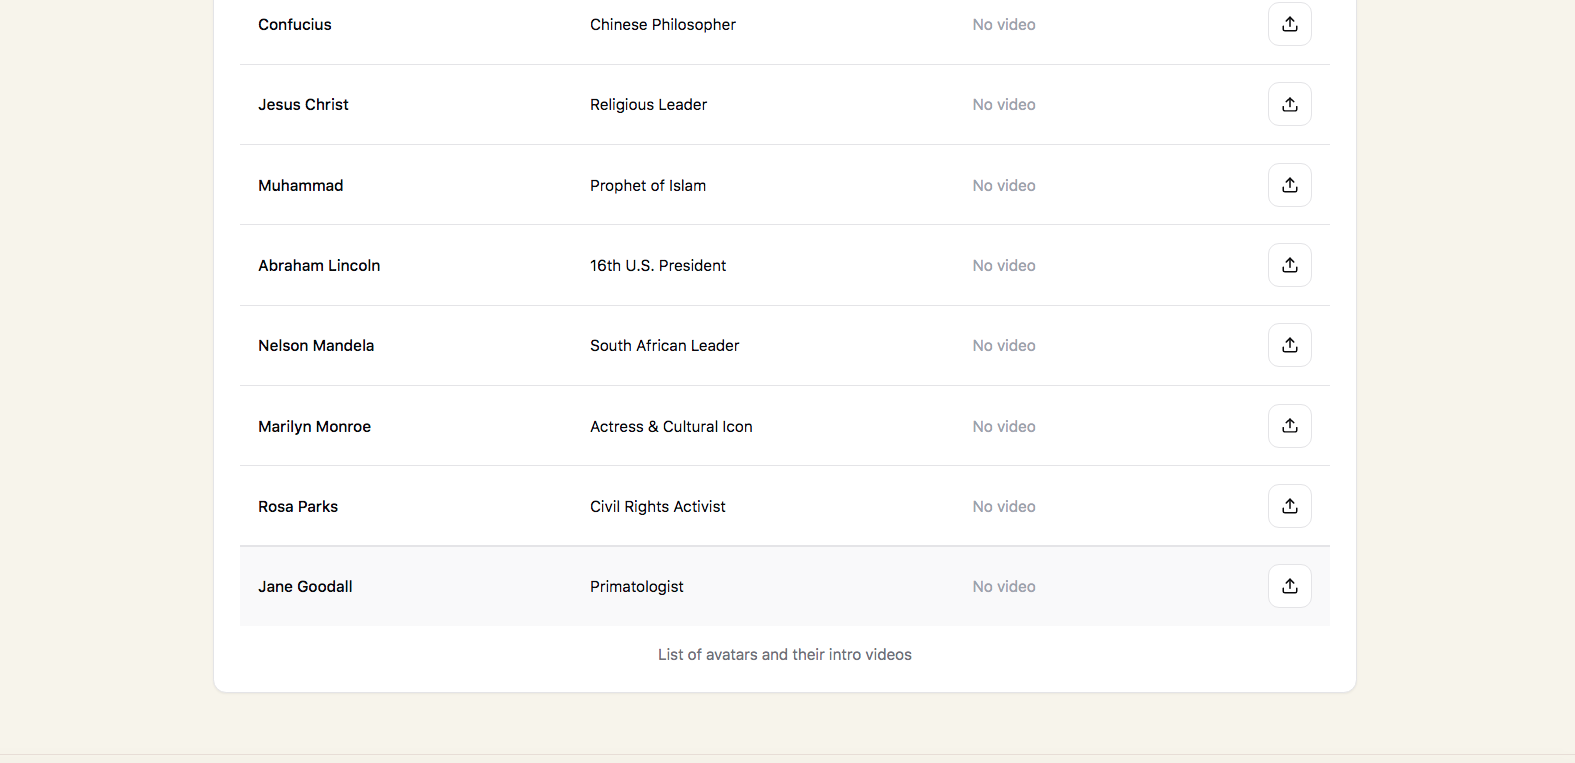 Confucius Chinese Philosopher No video
Jesus Christ Religious Leader No video
Muhammad Prophet of Islam No video
Abraham Lincoln 16th U.S. President No video
Nelson Mandela South African Leader No video
Marilyn Monroe Actress & Cultural Icon No video
Rosa Parks Civil Rights Activist No video
Jane Goodall Primatologist No video
List of avatars and their intro videos